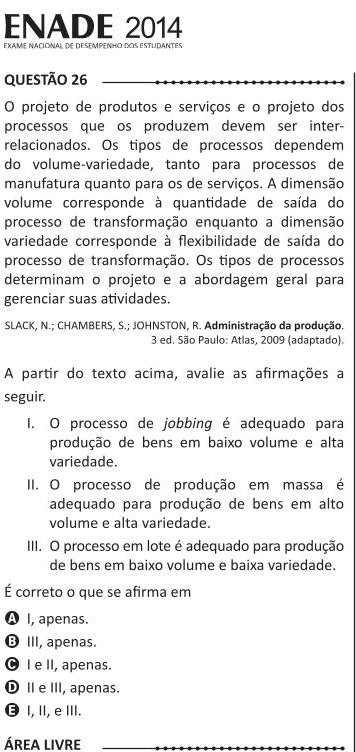 ENADE 2014
EXAME NACIONAL DE DESEMPENHO DOS ESTUDANTES
QUESTÃO 26
O projeto de produtos e serviços e o projeto dos
processos que os produzem devem ser inter-
relacionados. Os tipos de processos dependem
do volume-variedade, tanto para processos de
manufatura quanto para os de serviços. A dimensão
volume corresponde à quantidade de saída do
processo de transformação enquanto a dimensão
variedade corresponde à flexibilidade de saída do
processo de transformação. Os tipos de processos
determinam o projeto e a abordagem geral para
gerenciar suas atividades.
SLACK, N.; CHAMBERS, S.; JOHNSTON, R. Administração da produção.
3 ed. São Paulo: Atlas, 2009 (adaptado).
A partir do texto acima, avalie as afirmações a
seguir.
I. O processo de jobbing é adequado para
produção de bens em baixo volume e alta
variedade.
II. O processo de produção em massa é
adequado para produção de bens em alto
volume e alta variedade.
III. O processo em lote é adequado para produção
de bens em baixo volume e baixa variedade.
É correto o que se afirma em
A I, apenas.
B III, apenas.
C I e II, apenas.
D II e III, apenas.
E I, II, e III.
ÁREA LIVRE